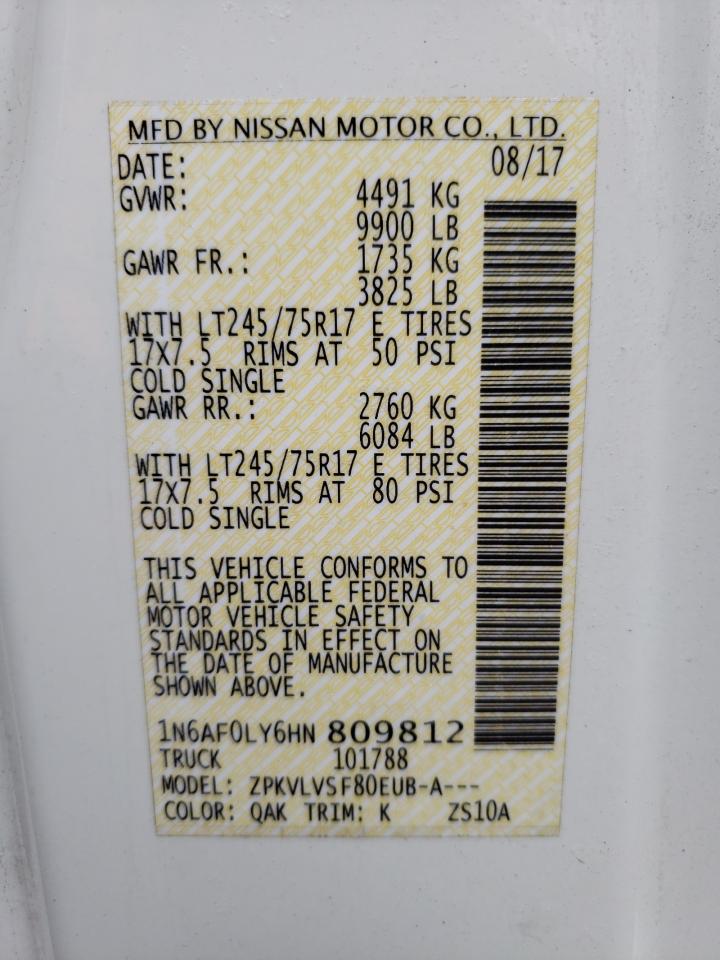 MFD BY NISSAN MOTOR CO., LTD.
DATE: 08/17
GVWR: 4491 KG
9900 LB
GAWR FR.: 1735 KG
3825 LB
WITH LT245/75R17 E TIRES
17X7.5 RIMS AT 50 PSI
COLD SINGLE
GAWR RR.: 2760 KG
6084 LB
WITH LT245/75R17 E TIRES
17X7.5 RIMS AT 80 PSI
COLD SINGLE
THIS VEHICLE CONFORMS TO
ALL APPLICABLE FEDERAL
MOTOR VEHICLE SAFETY
STANDARDS IN EFFECT ON
THE DATE OF MANUFACTURE
SHOWN ABOVE.
1N6AF0LY6HN 809812
TRUCK 101788
MODEL: ZPKVLVSF80EUB-A---
COLOR: QAK TRIM: K ZS10A